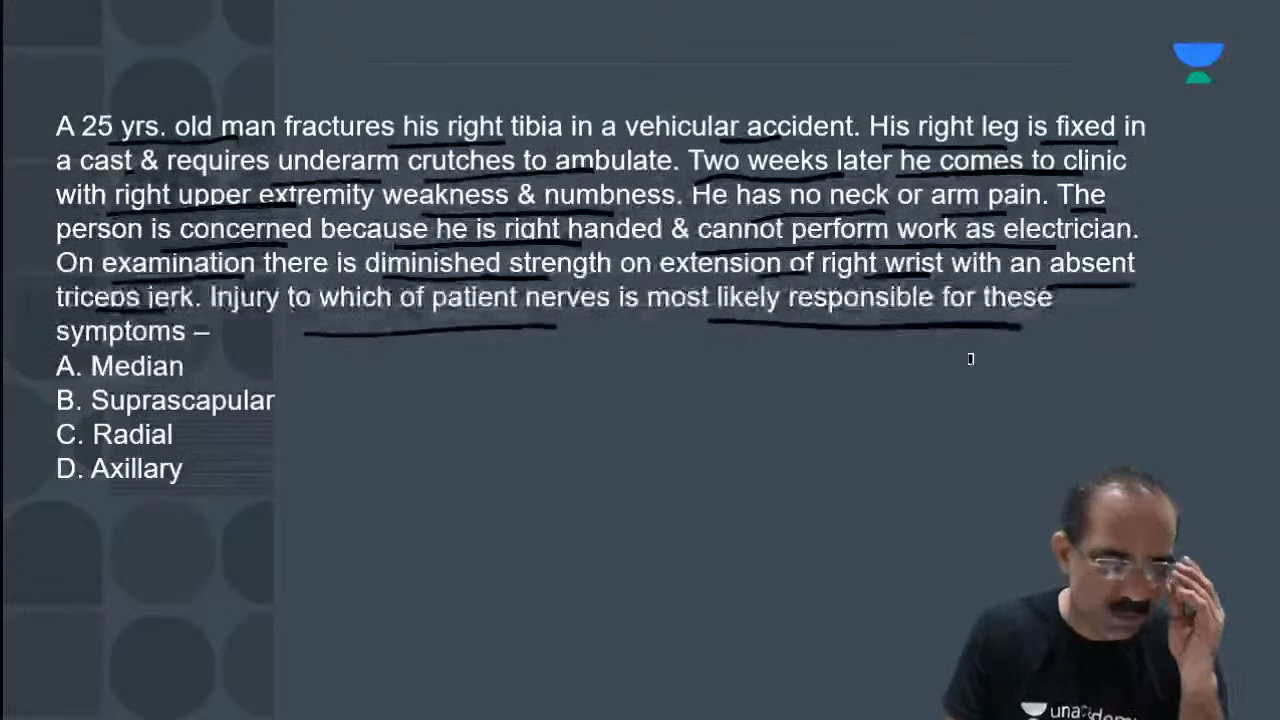 A 25 yrs. old man fractures his right tibia in a vehicular accident. His right leg is fixed in
a cast & requires underarm crutches to ambulate. Two weeks later he comes to clinic
with right upper extremity weakness & numbness. He has no neck or arm pain. The
person is concerned because he is right handed & cannot perform work as electrician.
On examination there is diminished strength on extension of right wrist with an absent
triceps jerk. Injury to which of patient nerves is most likely responsible for these
symptoms –
A. Median
B. Suprascapular
C. Radial
D. Axillary